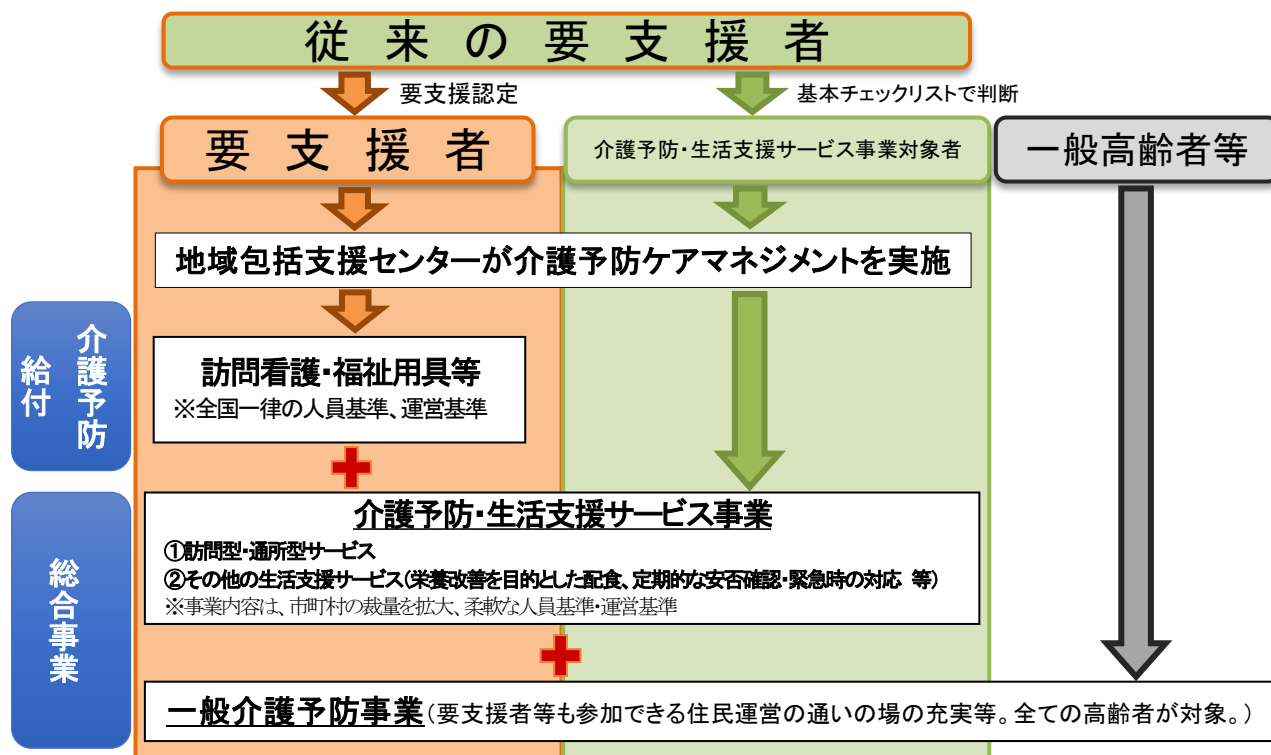 従来の要支援者
要支援認定
基本チェックリストで判断
要支援者
介護予防・生活支援サービス事業対象者
一般高齢者等
地域包括支援センターが介護予防ケアマネジメントを実施
介護予防
給付
訪問看護・福祉用具等
※全国一律の人員基準、運営基準
総合事業
介護予防・生活支援サービス事業
①訪問型・通所型サービス
②その他の生活支援サービス(栄養改善を目的とした配食、定期的な安否確認・緊急時の対応 等)
※事業内容は、市町村の裁量を拡大、柔軟な人員基準・運営基準
一般介護予防事業(要支援者等も参加できる住民運営の通いの場の充実等。全ての高齢者が対象。)